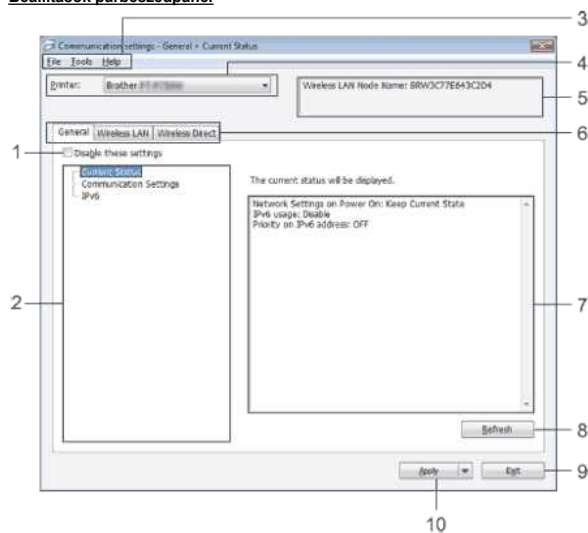 Beállítások párbeszédpanel
3
Communication settings - General > Current Status
File Tools Help
4
Printer: Brother
Wireless LAN Node Name: BRW3C77E643C2D4
5
General Wireless LAN Wireless Direct
6
1
Disable these settings
Current Status
Communication Settings
IPv6
The current status will be displayed.
Network Settings on Power On: Keep Current State
IPv6 usage: Disable
Priority on IPv6 address: OFF
2
7
Refresh
8
Apply
Exit
9
10